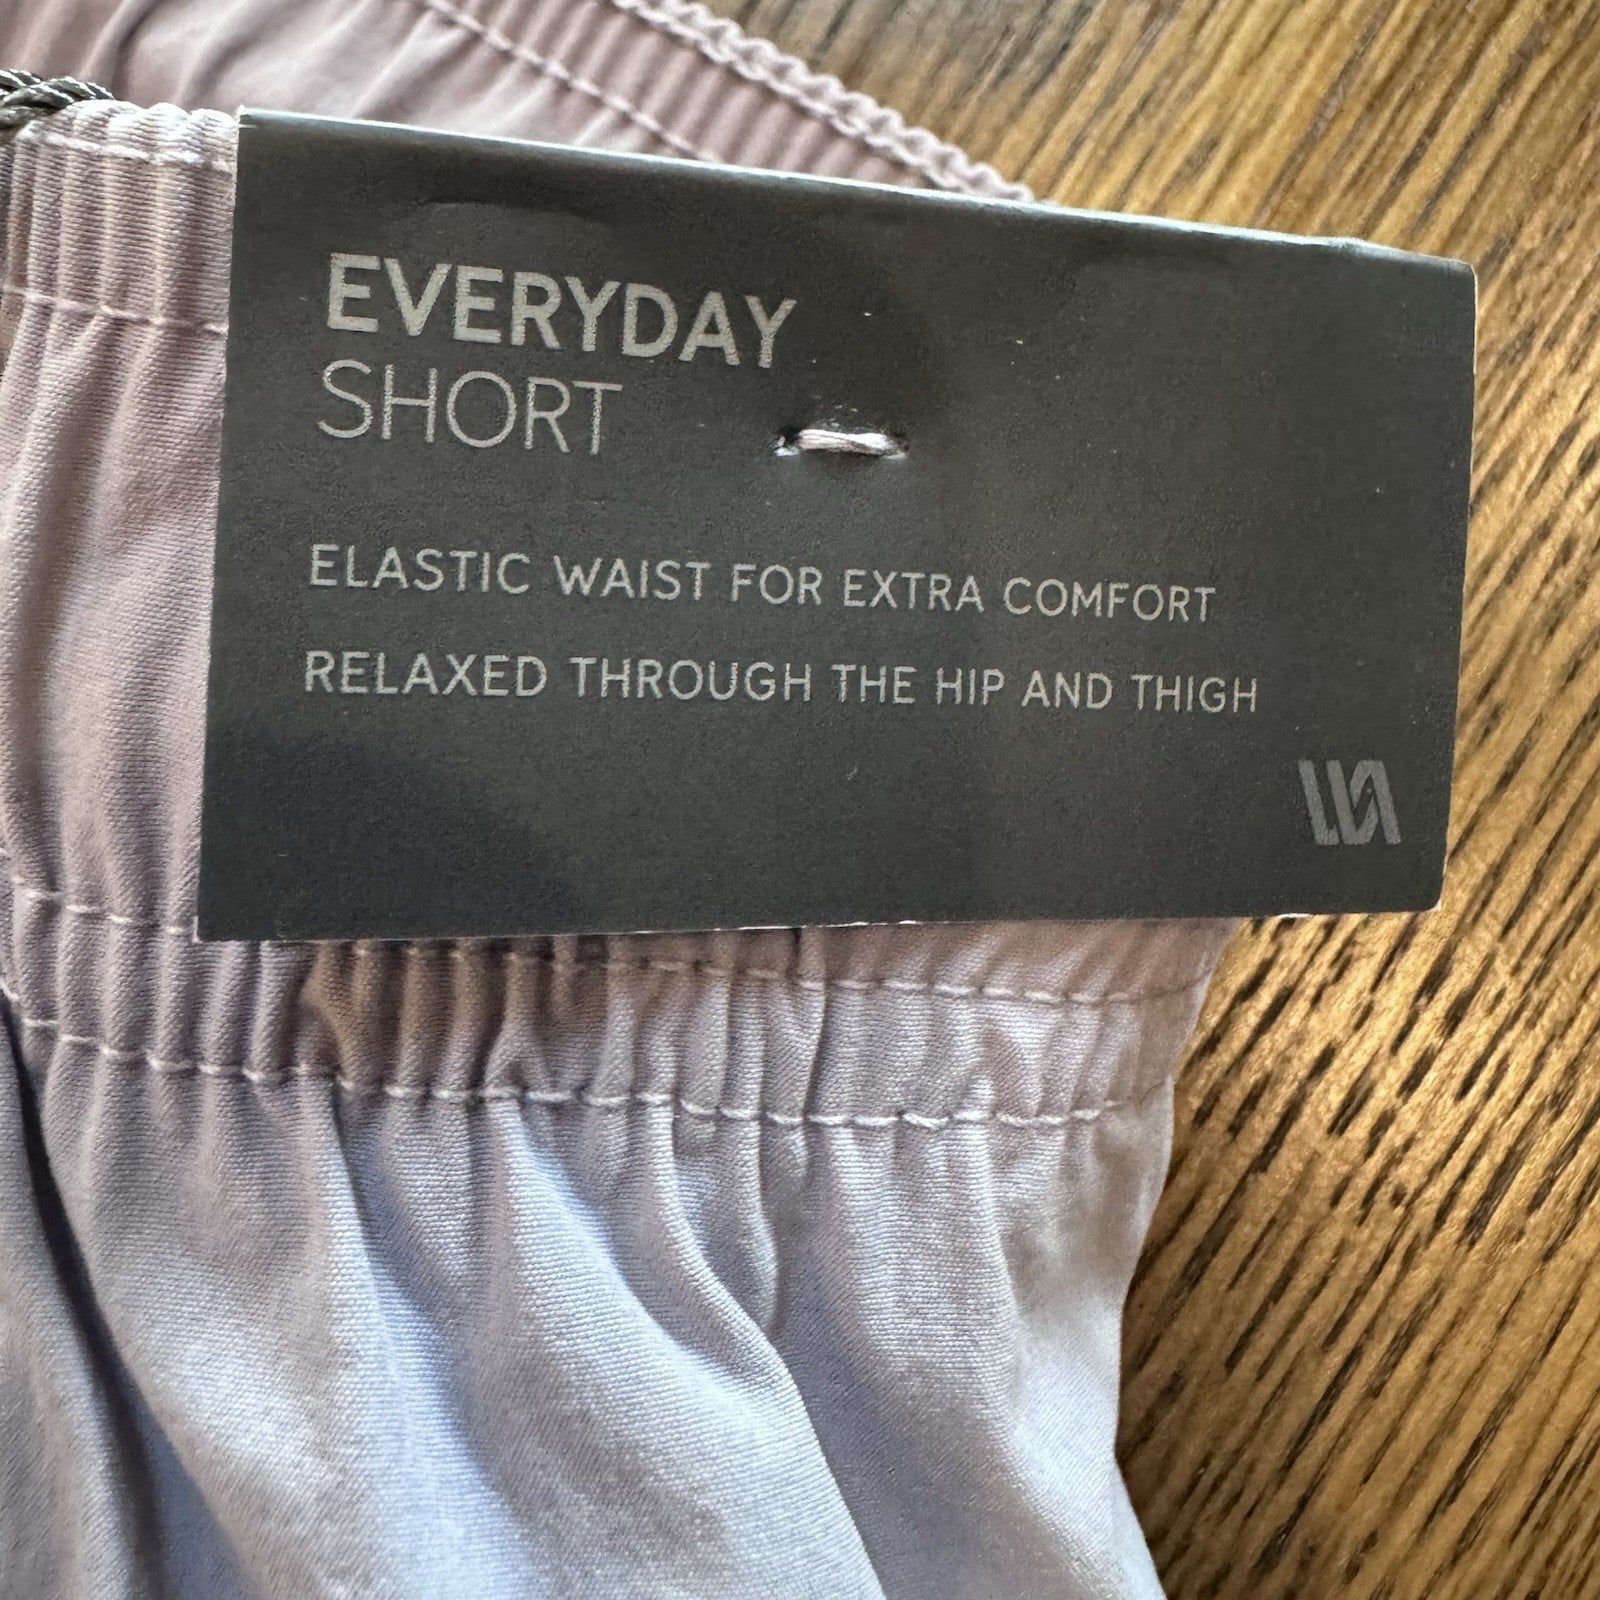 EVERYDAY
SHORT
ELASTIC WAIST FOR EXTRA COMFORT
RELAXED THROUGH THE HIP AND THIGH